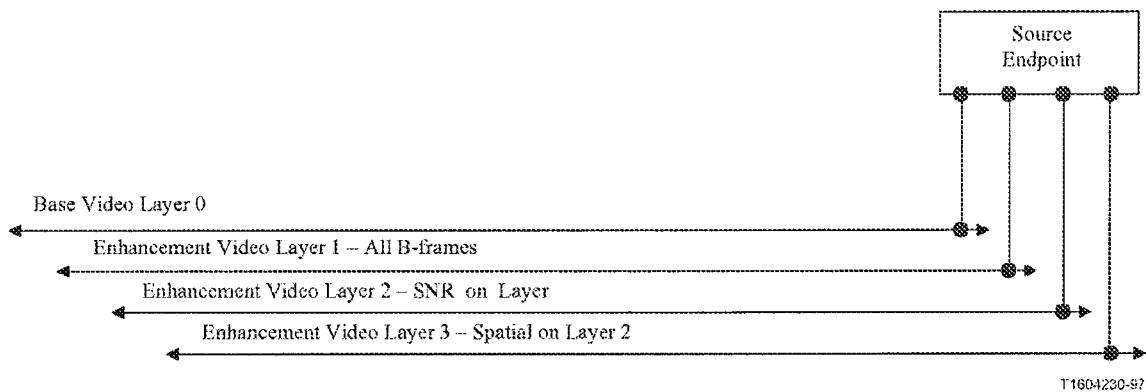 Source
Endpoint
Base Video Layer 0
Enhancement Video Layer 1 – All B-frames
Enhancement Video Layer 2 – SNR on Layer
Enhancement Video Layer 3 – Spatial on Layer 2
T1604230-97